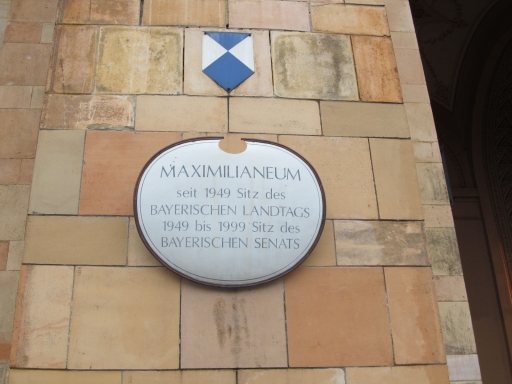 MAXIMILIANEUM
seit 1949 Sitz des
BAYERISCHEN LANDTAGS
1949 bis 1999 Sitz des
BAYERISCHEN SENATS